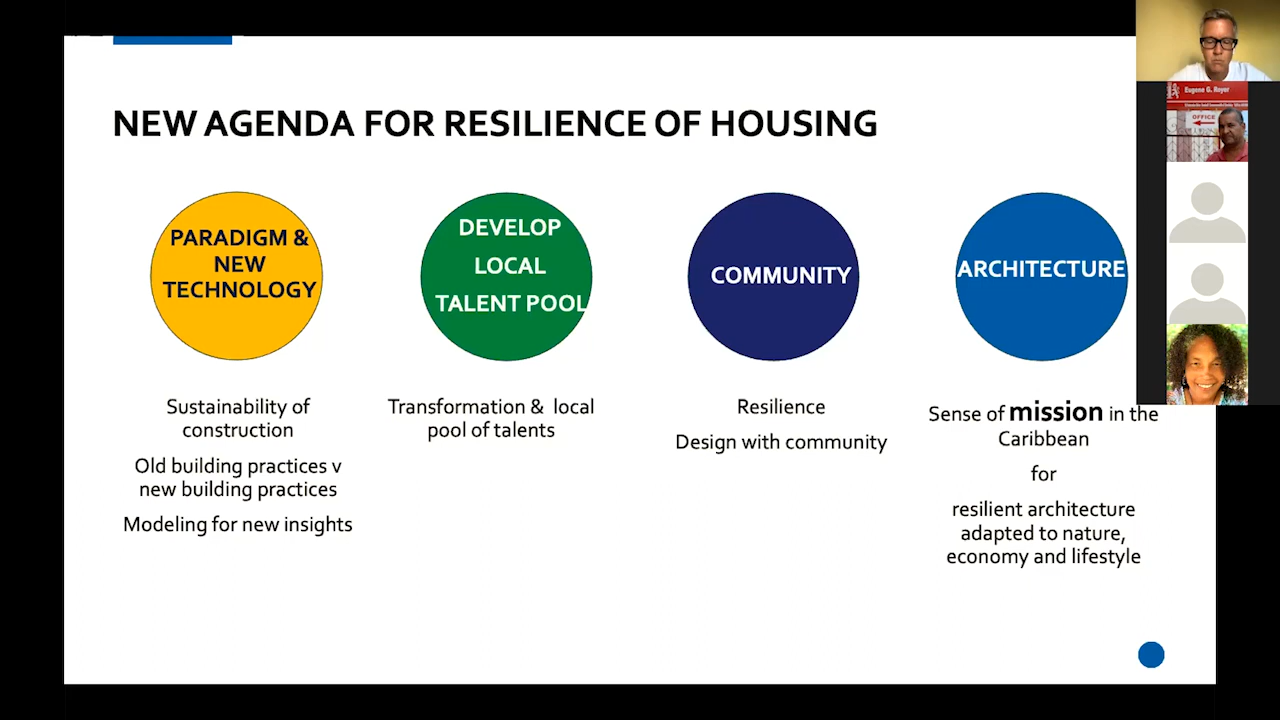 NEW AGENDA FOR RESILIENCE OF HOUSING
PARADIGM &
NEW
TECHNOLOGY
Sustainability of
construction
Old building practices v
new building practices
Modeling for new insights
DEVELOP
LOCAL
TALENT POOL
Transformation & local
pool of talents
COMMUNITY
Resilience
Design with community
ARCHITECTURE
Sense of mission in the
Caribbean
for
resilient architecture
adapted to nature,
economy and lifestyle
Eugene G. Royer
OFFICE